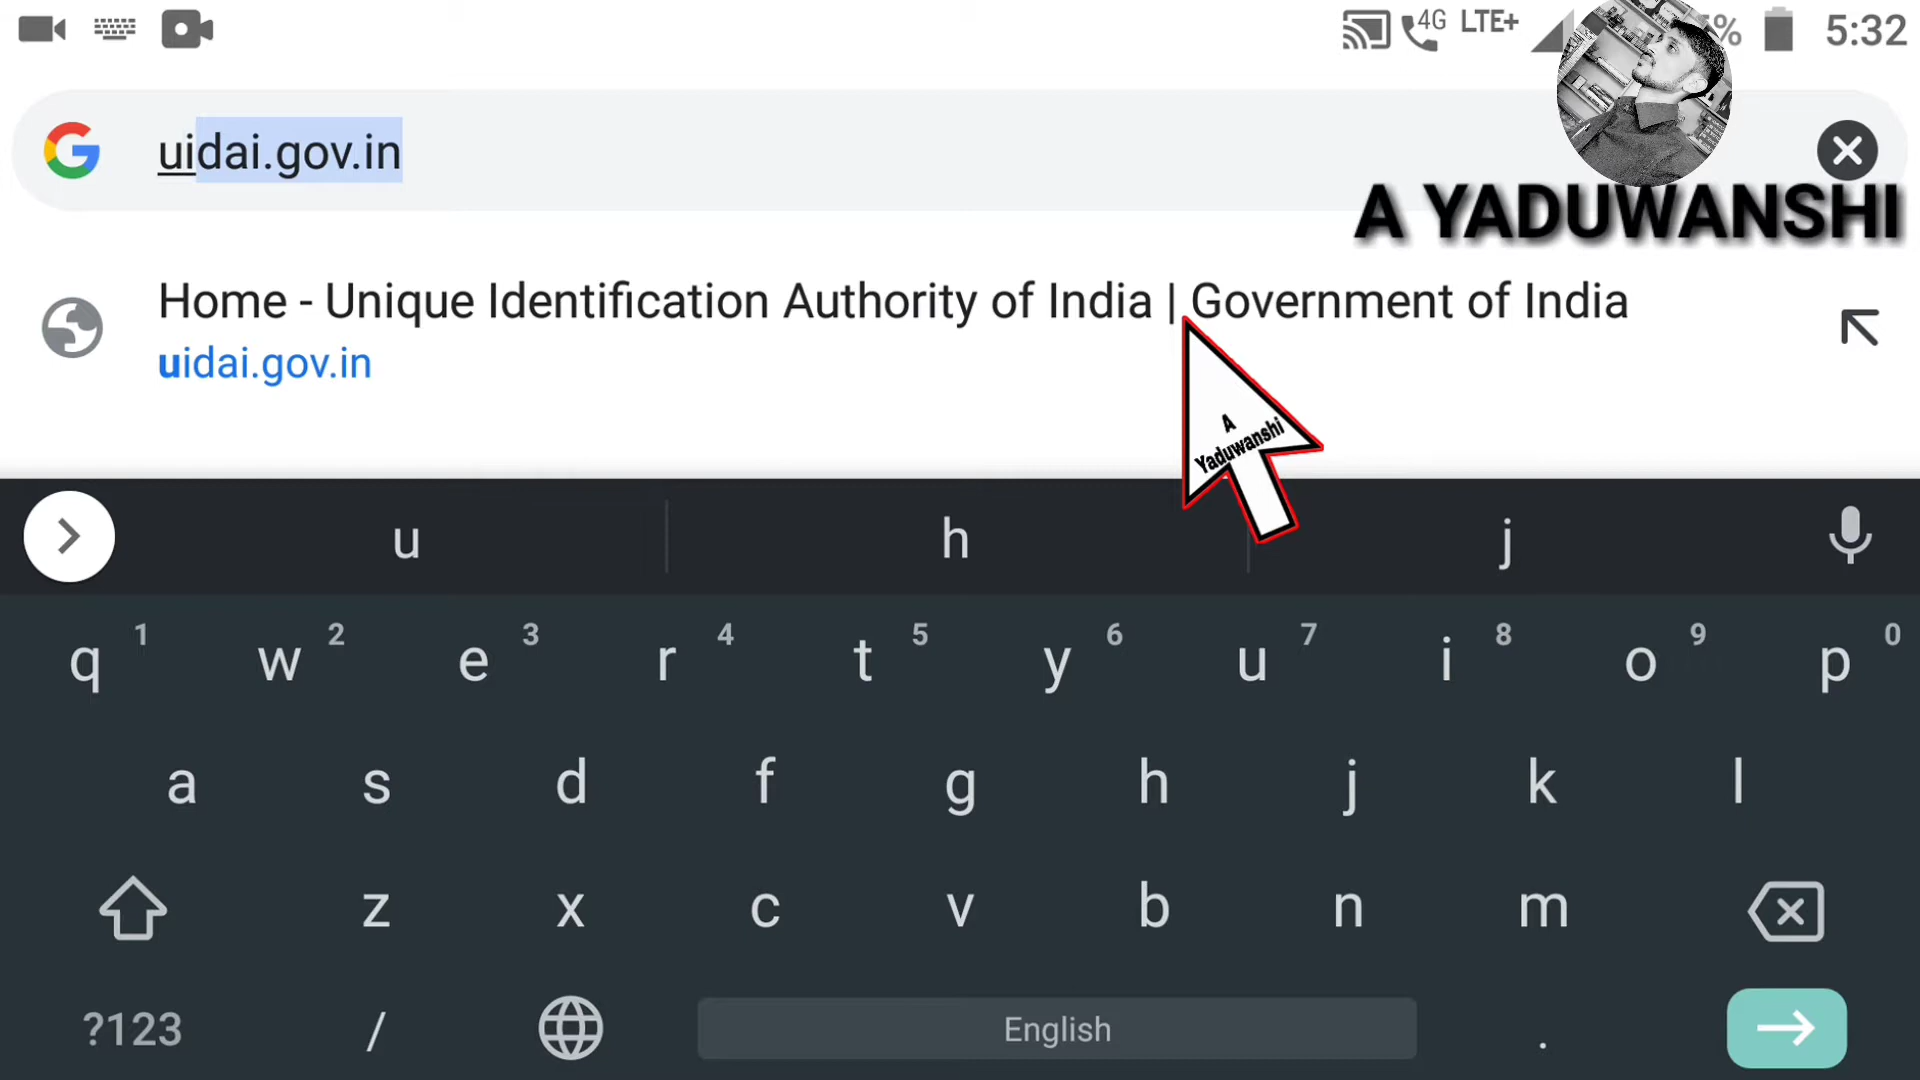 4G LTE+ % 5:32
uidai.gov.in
A YADUWANSHI
Home - Unique Identification Authority of India | Government of India
uidai.gov.in
A
Yaduwanshi
u h j
q 1 w 2 e 3 r 4 t 5 y 6 u 7 i 8 o 9 p 0
a s d f g h j k l
z x c v b n m
?123 / English .